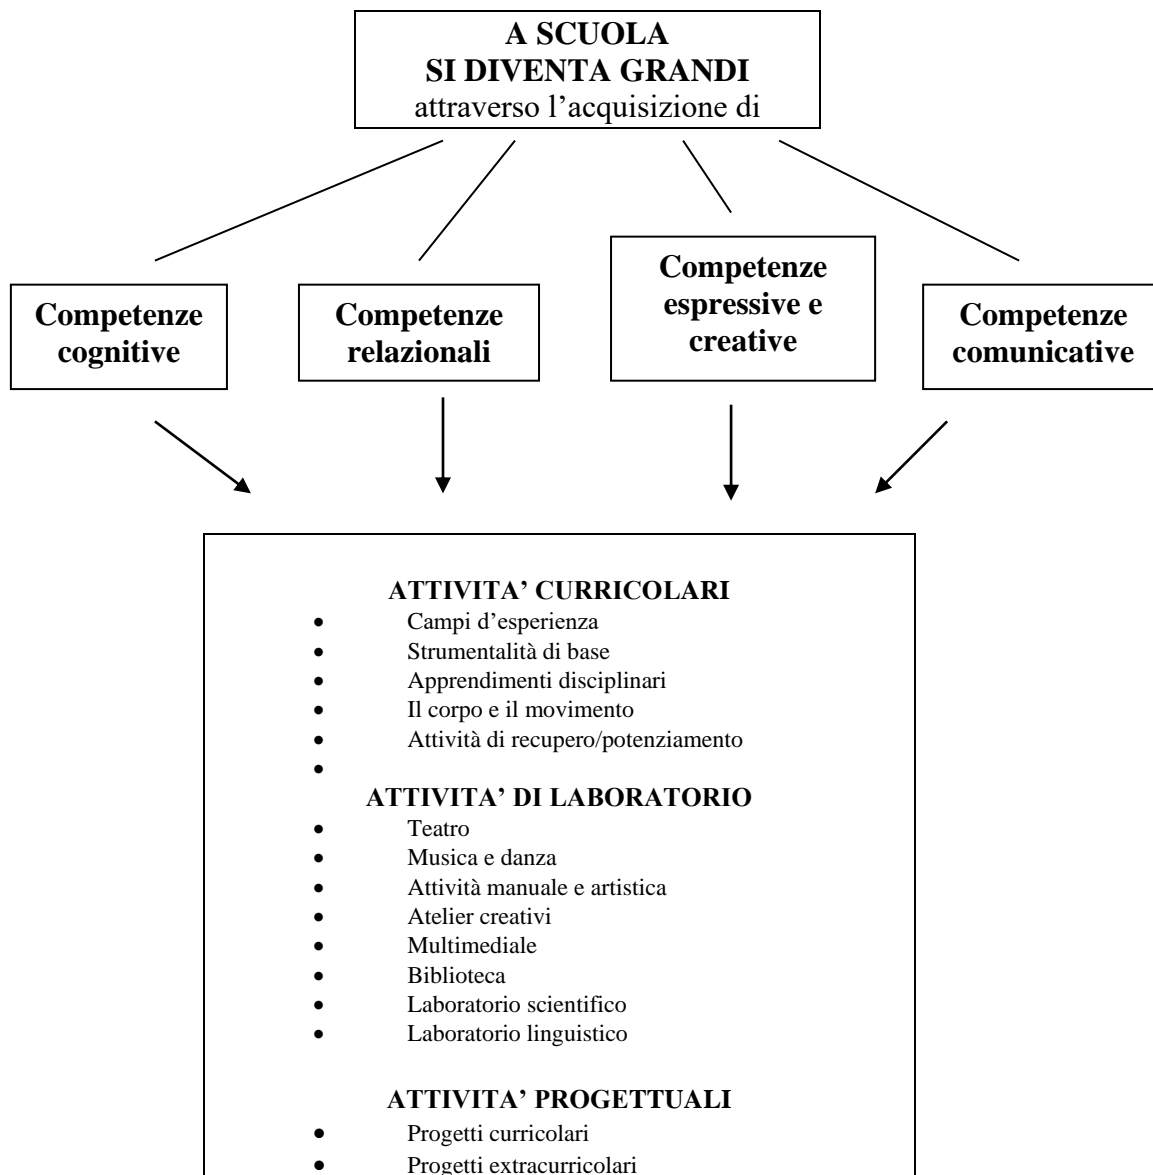 A SCUOLA
SI DIVENTA GRANDI
attraverso l’acquisizione di
Competenze
cognitive
Competenze
relazionali
Competenze
espressive e
creative
Competenze
comunicative
ATTIVITA’ CURRICOLARI
• Campi d’esperienza
• Strumentalità di base
• Apprendimenti disciplinari
• Il corpo e il movimento
• Attività di recupero/potenziamento
•
ATTIVITA’ DI LABORATORIO
• Teatro
• Musica e danza
• Attività manuale e artistica
• Atelier creativi
• Multimediale
• Biblioteca
• Laboratorio scientifico
• Laboratorio linguistico
ATTIVITA’ PROGETTUALI
• Progetti curricolari
• Progetti extracurricolari